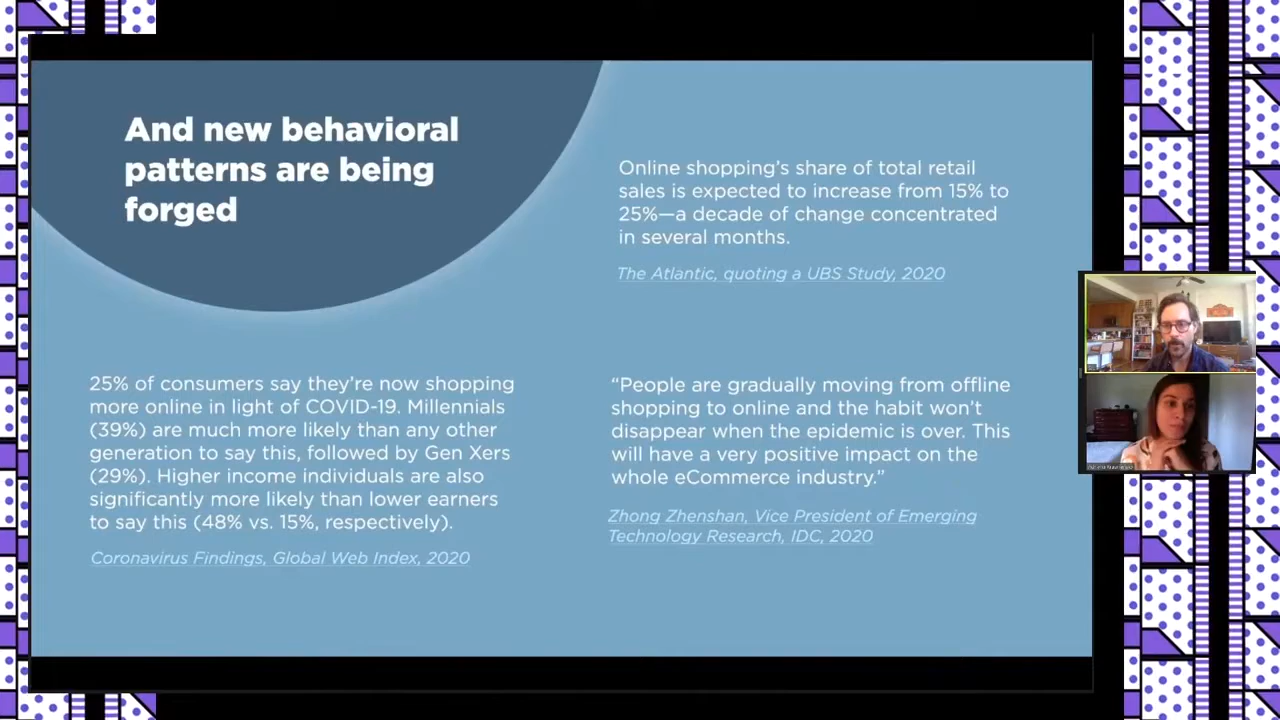 And new behavioral
patterns are being
forged
Online shopping’s share of total retail
sales is expected to increase from 15% to
25%—a decade of change concentrated
in several months.
The Atlantic, quoting a UBS Study, 2020
25% of consumers say they’re now shopping
more online in light of COVID-19. Millennials
(39%) are much more likely than any other
generation to say this, followed by Gen Xers
(29%). Higher income individuals are also
significantly more likely than lower earners
to say this (48% vs. 15%, respectively).
Coronavirus Findings, Global Web Index, 2020
“People are gradually moving from offline
shopping to online and the habit won’t
disappear when the epidemic is over. This
will have a very positive impact on the
whole eCommerce industry.”
Zhong Zhenshan, Vice President of Emerging
Technology Research, IDC, 2020